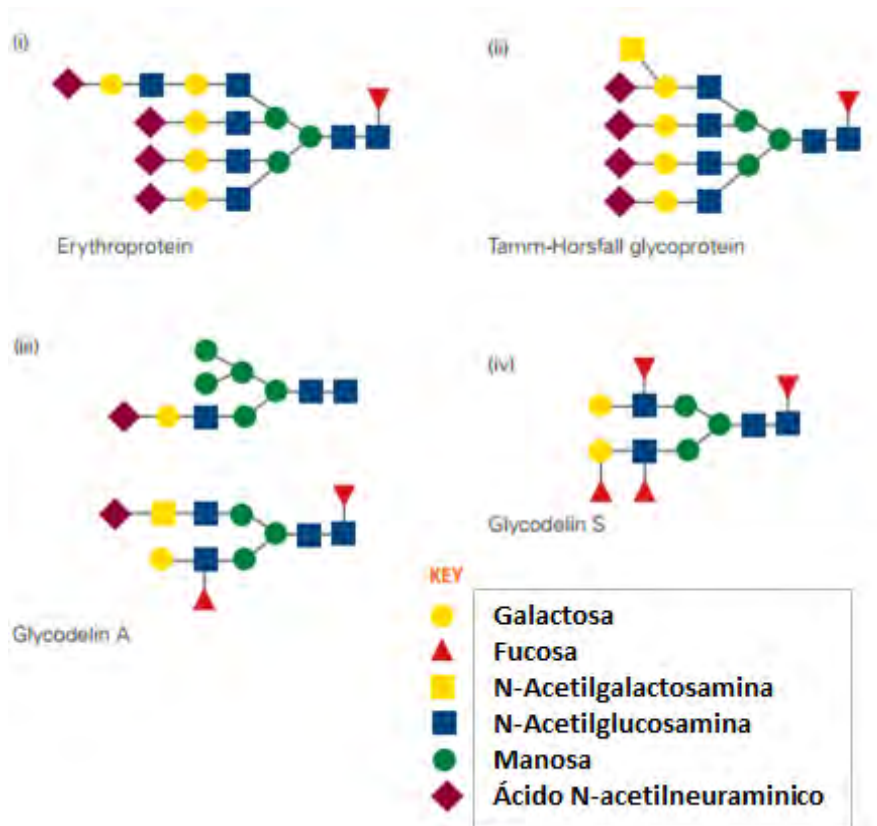 (i)
(ii)
Erythroprotein
Tamm-Horsfall glycoprotein
(iii)
(iv)
Glycodelin S
Glycodelin A
KEY
Galactosa
Fucosa
N-Acetilgalactosamina
N-Acetilglucosamina
Manosa
Ácido N-acetilneuraminico